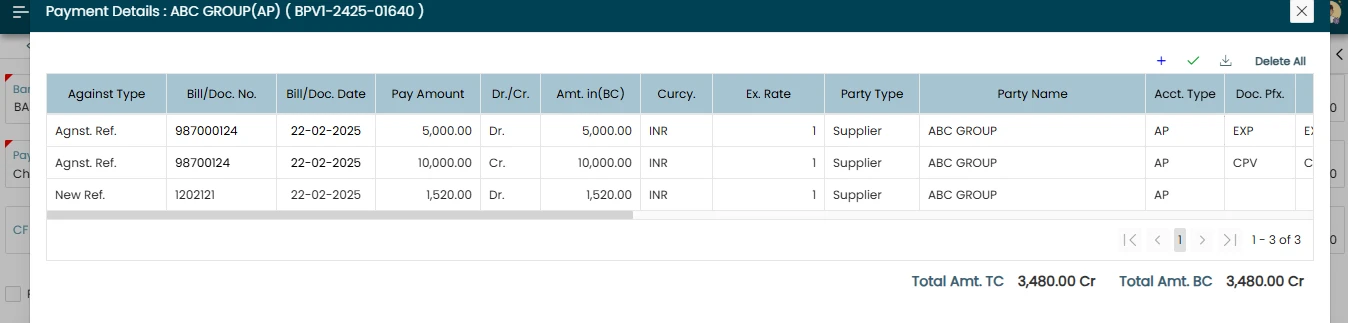 Payment Details : ABC GROUP(AP) ( BPV1-2425-01640 )
Delete All
Against Type Bill/Doc. No. Bill/Doc. Date Pay Amount Dr./Cr. Amt. in(BC) Curcy. Ex. Rate Party Type Party Name Acct. Type Doc. Pfx.
Agnst. Ref. 987000124 22-02-2025 5,000.00 Dr. 5,000.00 INR 1 Supplier ABC GROUP AP EXP
Agnst. Ref. 98700124 22-02-2025 10,000.00 Cr. 10,000.00 INR 1 Supplier ABC GROUP AP CPV
New Ref. 1202121 22-02-2025 1,520.00 Dr. 1,520.00 INR 1 Supplier ABC GROUP AP
1 1 - 3 of 3
Total Amt. TC 3,480.00 Cr Total Amt. BC 3,480.00 Cr